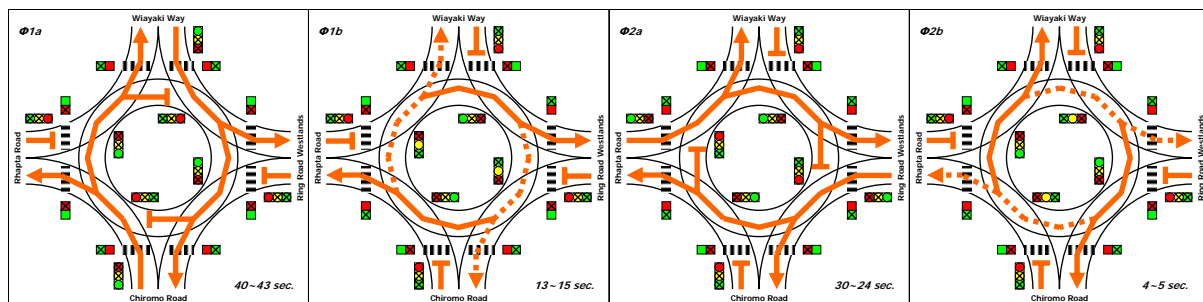 Wiayaki Way
Φ1a
Rhapta Road
Ring Road Westlands
Chiromo Road
40~43 sec.
Wiayaki Way
Φ1b
Rhapta Road
Ring Road Westlands
Chiromo Road
13~15 sec.
Wiayaki Way
Φ2a
Rhapta Road
Ring Road Westlands
Chiromo Road
30~24 sec.
Wiayaki Way
Φ2b
Rhapta Road
Ring Road Westlands
Chiromo Road
4~5 sec.